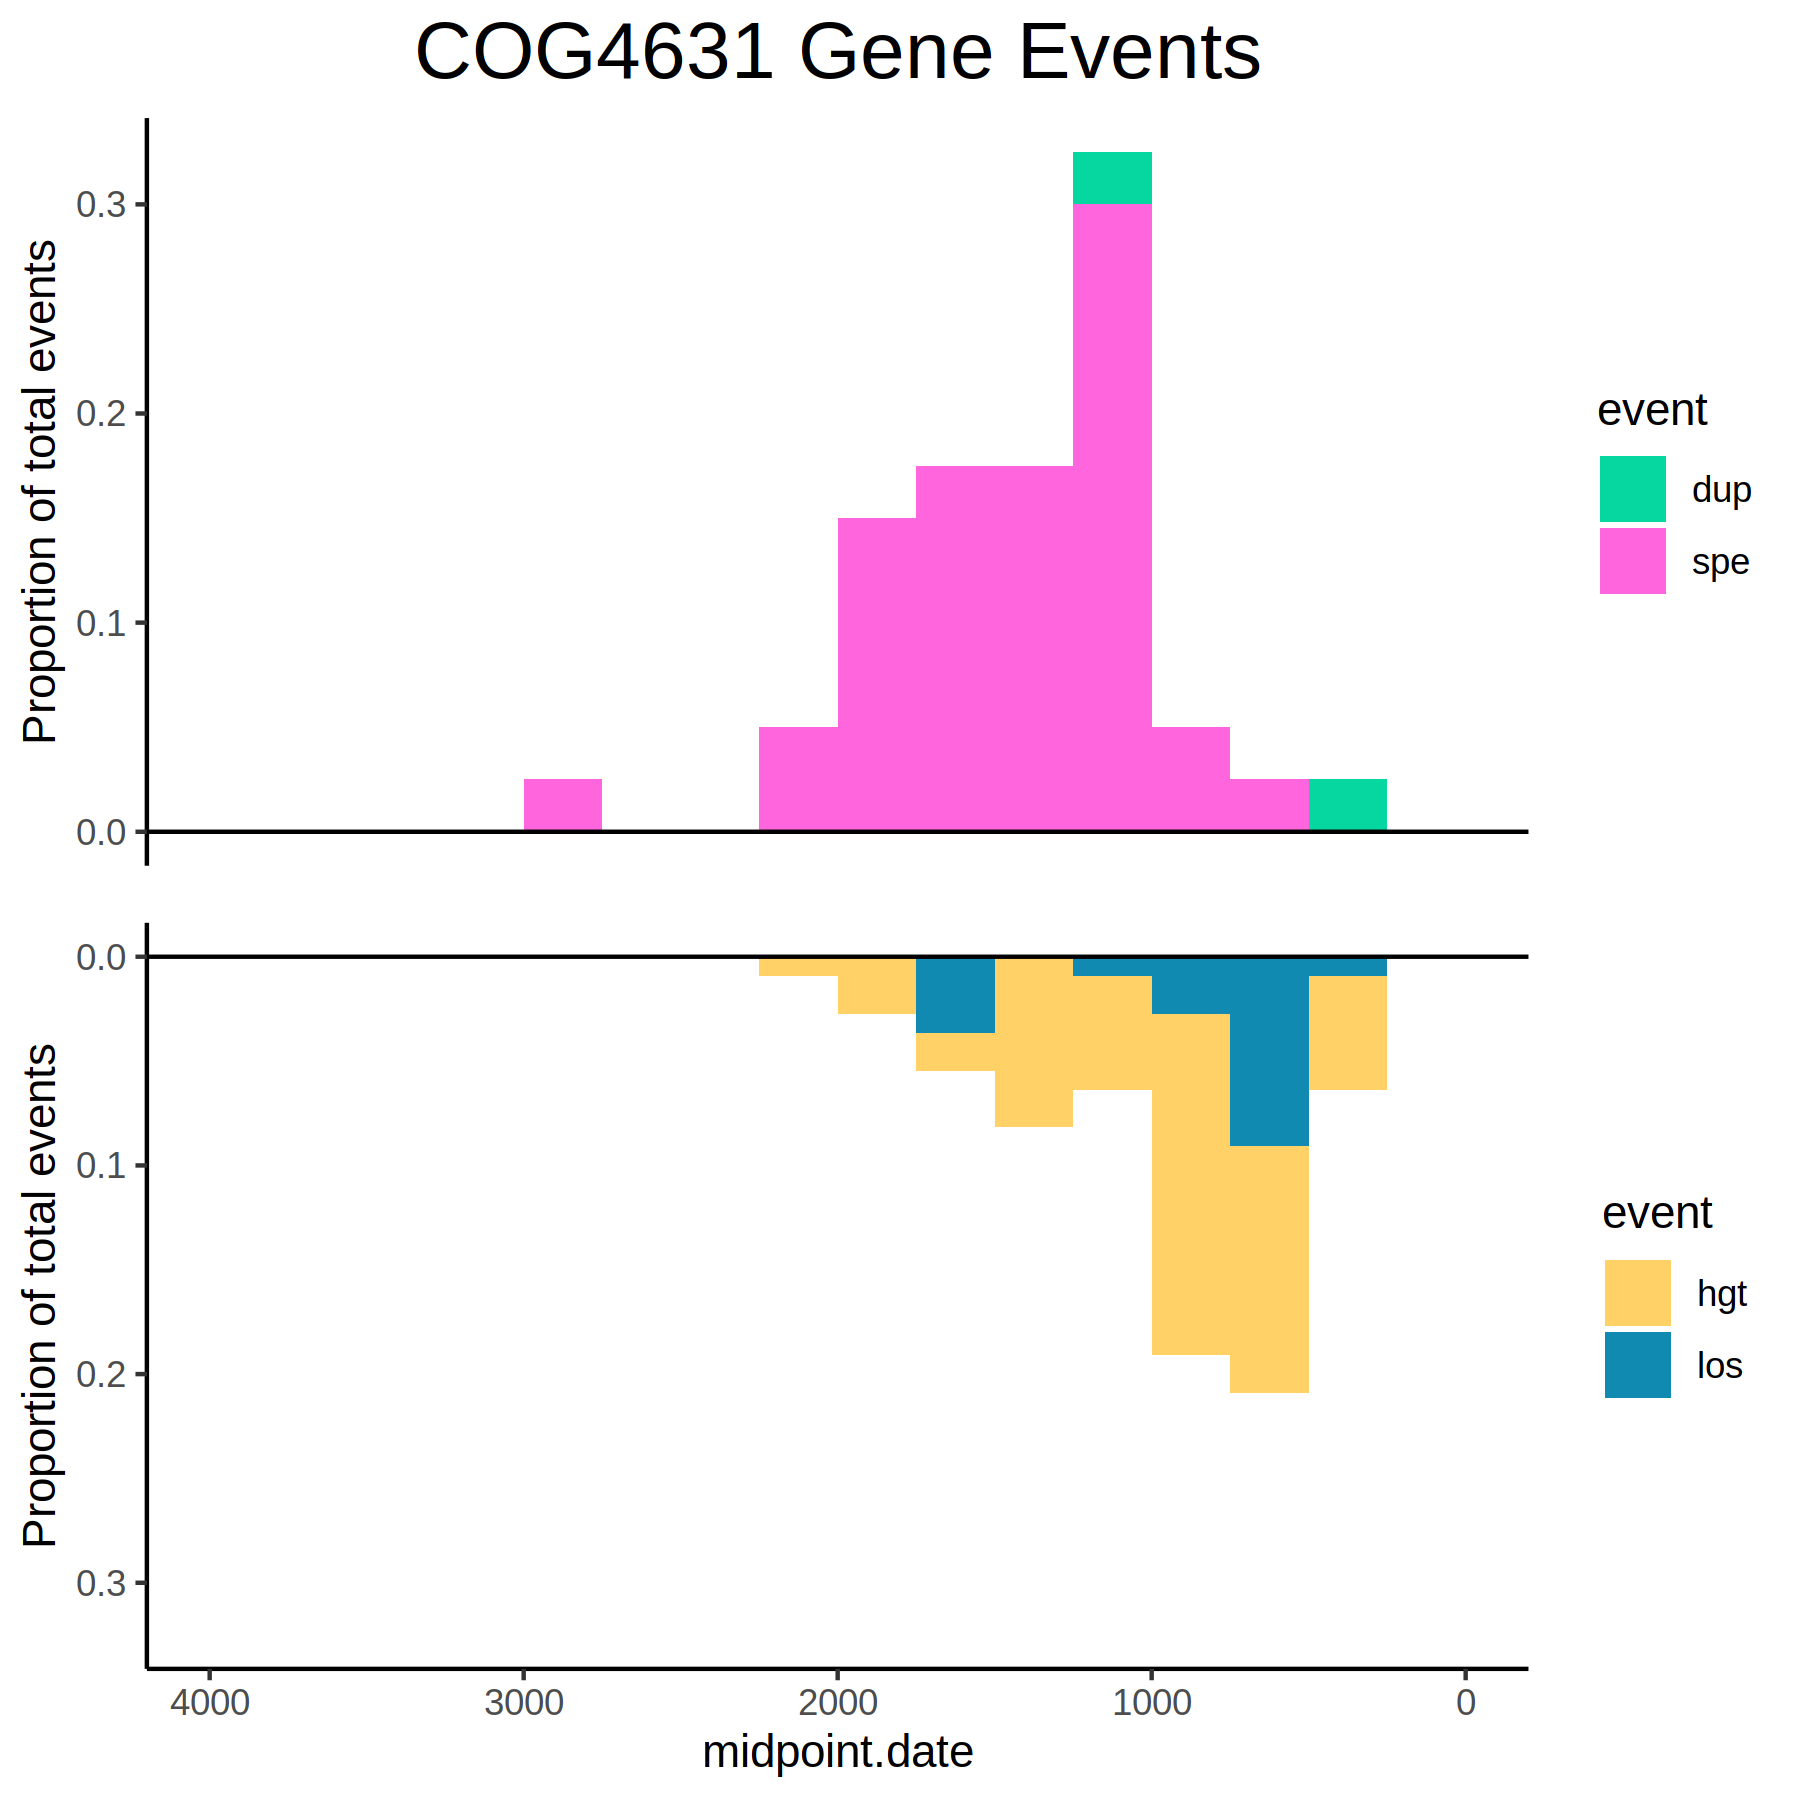 COG4631 Gene Events
Proportion of total events
0.3
0.2
0.1
0.0
event
dup
spe
Proportion of total events
0.0
0.1
0.2
0.3
event
hgt
los
4000 3000 2000 1000 0
midpoint.date